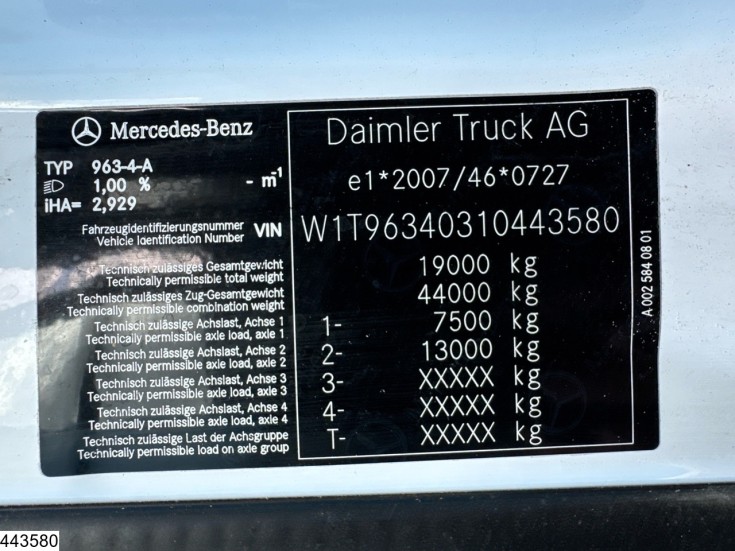 Mercedes-Benz
TYP 963-4-A
1,00 % - m-1
iHA= 2,929
Fahrzeugidentifizierungsnummer
Vehicle Identification Number VIN
Technisch zulässiges Gesamtgewicht
Technically permissible total weight
Technisch zulässiges Zug-Gesamtgewicht
Technically permissible combination weight
Technisch zulässige Achslast, Achse 1
Technically permissible axle load, axle 1
Technisch zulässige Achslast, Achse 2
Technically permissible axle load, axle 2
Technisch zulässige Achslast, Achse 3
Technically permissible axle load, axle 3
Technisch zulässige Achslast, Achse 4
Technically permissible axle load, axle 4
Technisch zulässige Last der Achsgruppe
Technically permissible load on axle group
Daimler Truck AG
e1*2007/46*0727
W1T96340310443580
19000 kg
44000 kg
1- 7500 kg
2- 13000 kg
3- XXXXX kg
4- XXXXX kg
T- XXXXX kg
A 002 584 08 01
443580